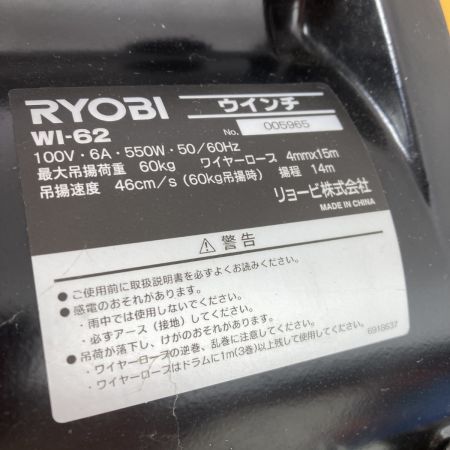 RYOBI ウインチ
WI-62 No. 005965
100V・6A・550W・50/60Hz
最大吊揚荷重 60kg ワイヤーロープ 4mmx15m
吊揚速度 46cm/s (60kg吊揚時) 揚程 14m
リョービ株式会社
MADE IN CHINA
⚠警告
●ご使用前に取扱説明書を必ずよくお読みください。
●感電のおそれがあります。
・雨中では使用しないでください。
・必ずアース(接地)してください。
●吊荷が落下し、けがのおそれがあります。
・ワイヤーロープの逆巻、乱巻に注意してください。
・ワイヤーロープはドラムに1m(3巻)以上残して使用してください。
6918637